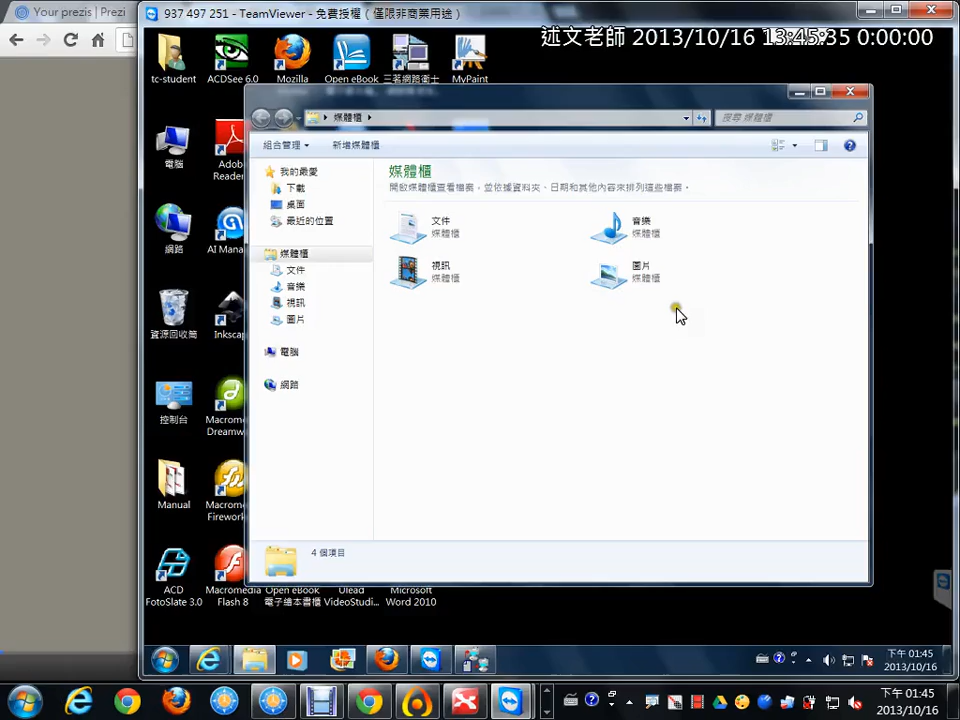 Your prezis | Prezi
937 497 251 - TeamViewer - 免費授權（僅限非商業用途）
述文老師 2013/10/16 13:45:35 0:00:00
tc-student
ACDSee 6.0
Mozilla
Open eBook
三茗網路衛士
MyPaint
電腦
Adob
Reader
網路
AI Mana
資源回收筒
Inksca
控制台
Macrome
Dreamw
Manual
Macrome
Firewor
ACD
FotoSlate 3.0
Macromedia
Flash 8
Open eBook
電子繪本書櫃
Ulead
VideoStudi...
Microsoft
Word 2010
媒體櫃
搜尋 媒體櫃
組合管理
新增媒體櫃
我的最愛
下載
桌面
最近的位置
媒體櫃
文件
音樂
視訊
圖片
電腦
網路
媒體櫃
開啟媒體櫃查看檔案，並依據資料夾、日期和其他內容來排列這些檔案。
文件
媒體櫃
音樂
媒體櫃
視訊
媒體櫃
圖片
媒體櫃
4 個項目
下午 01:45
2013/10/16
下午 01:45
2013/10/16